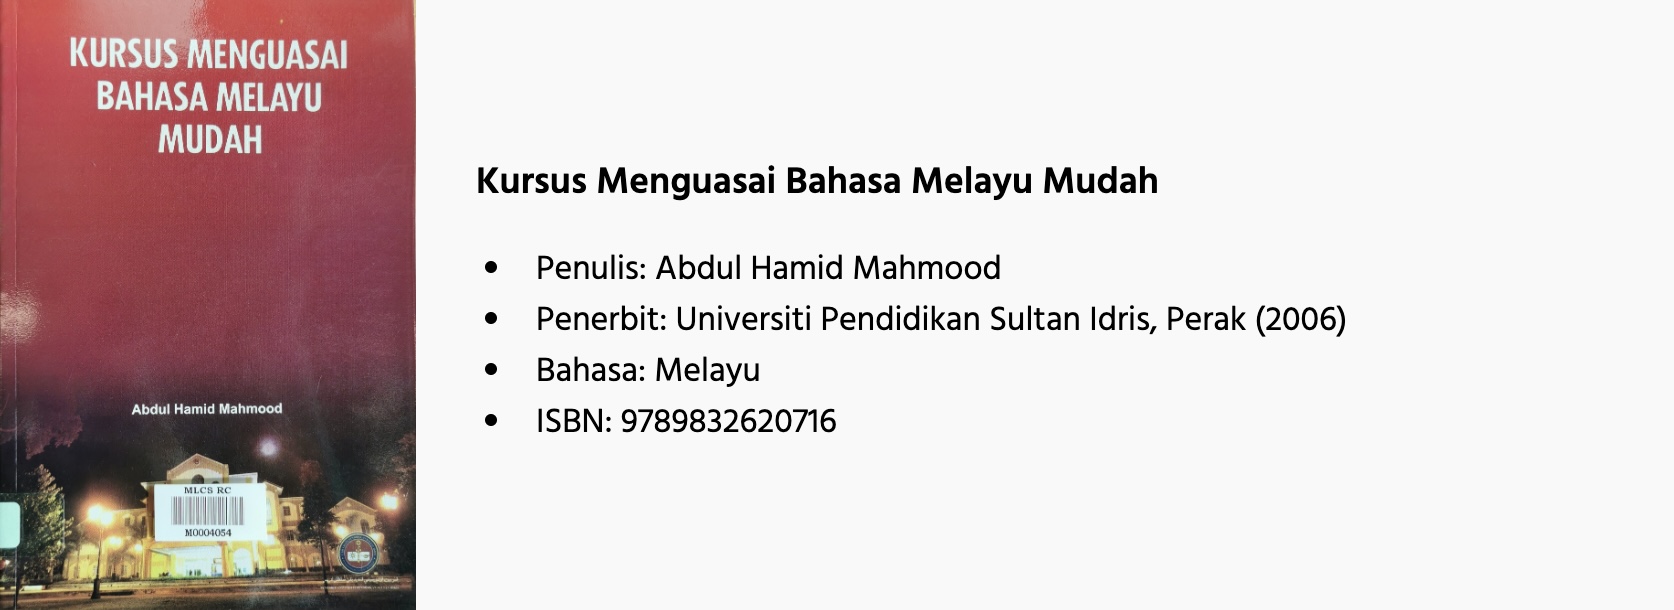 KURSUS MENGUASAI
BAHASA MELAYU
MUDAH
Abdul Hamid Mahmood
MLCS RC
M0004054
Kursus Menguasai Bahasa Melayu Mudah
• Penulis: Abdul Hamid Mahmood
• Penerbit: Universiti Pendidikan Sultan Idris, Perak (2006)
• Bahasa: Melayu
• ISBN: 9789832620716